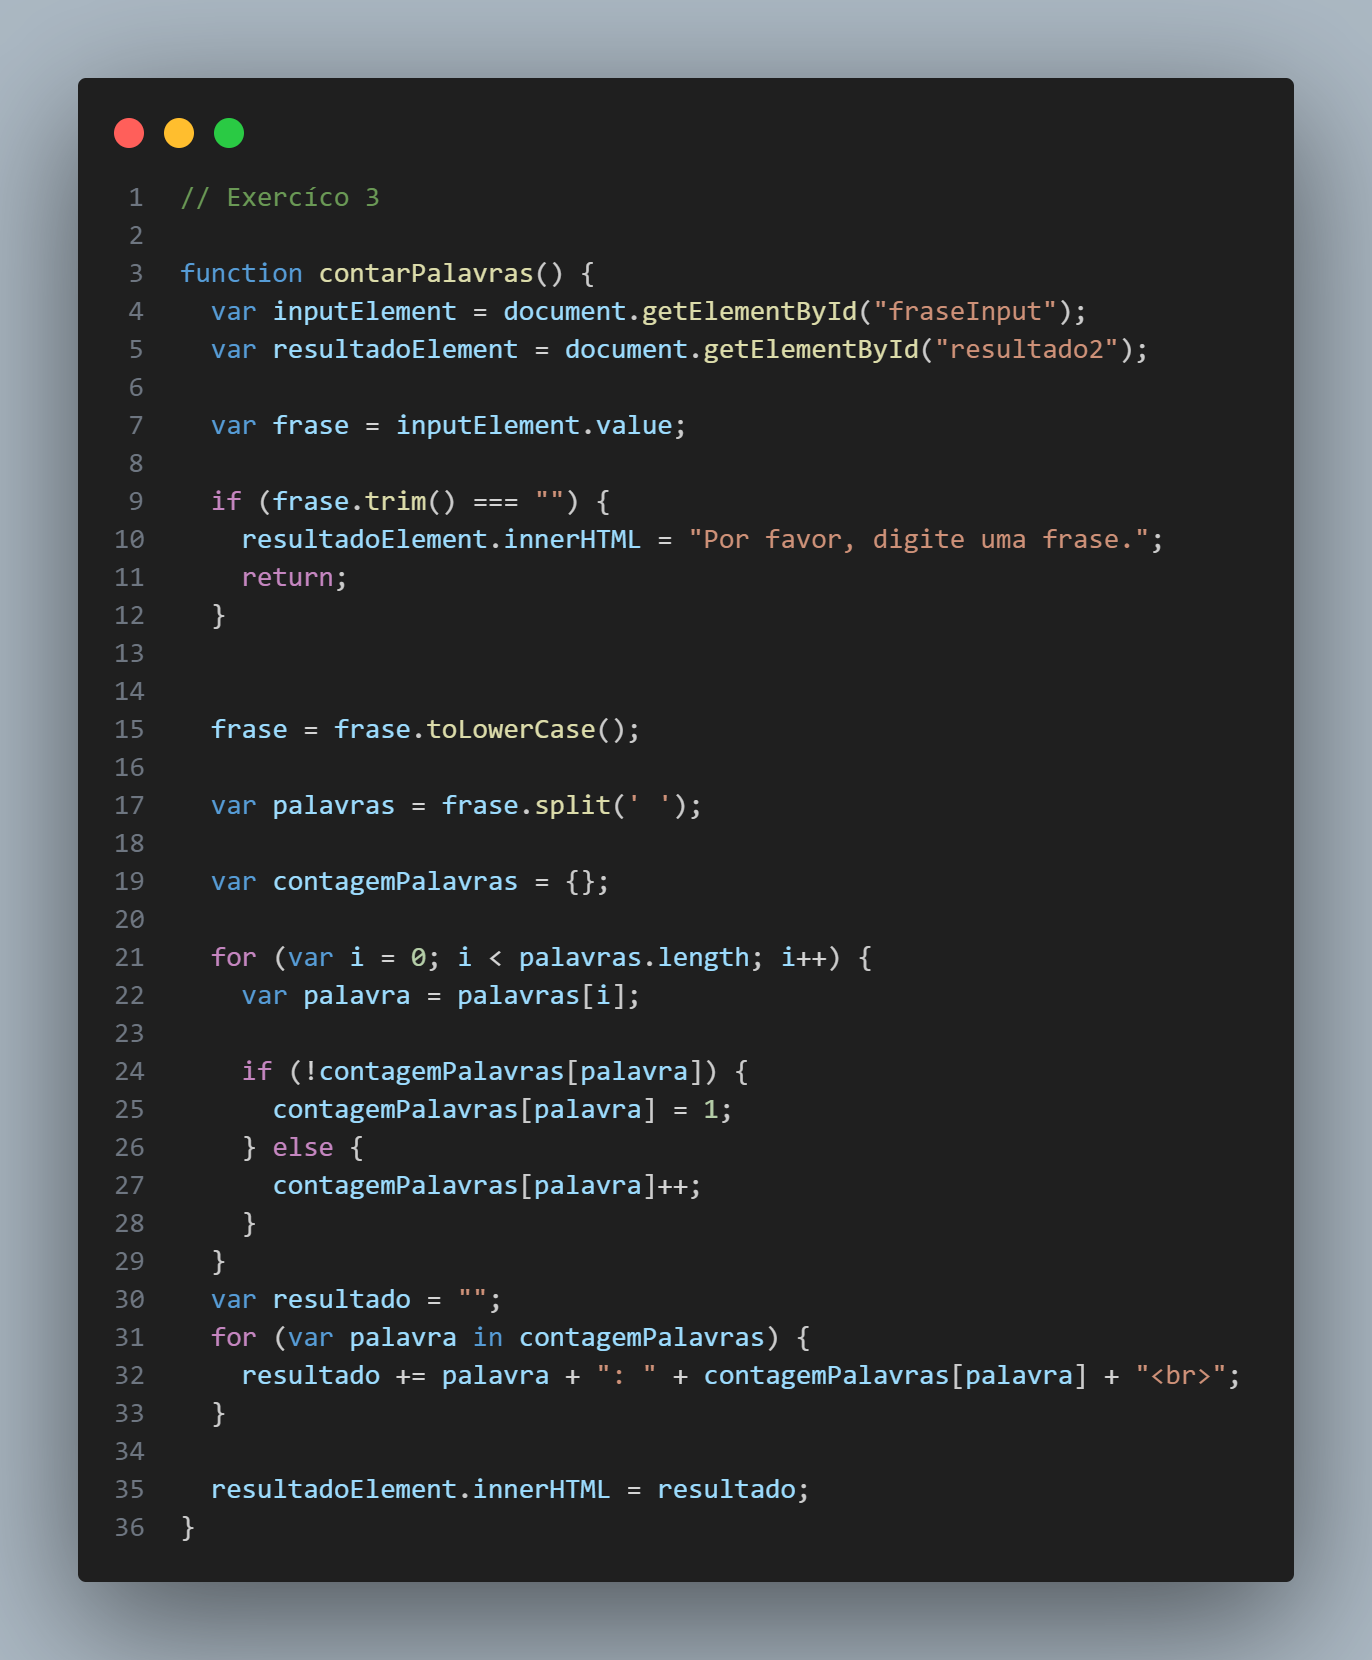 1 // Exercíco 3
2
3 function contarPalavras() {
4   var inputElement = document.getElementById("fraseInput");
5   var resultadoElement = document.getElementById("resultado2");
6
7   var frase = inputElement.value;
8
9   if (frase.trim() === "") {
10     resultadoElement.innerHTML = "Por favor, digite uma frase.";
11     return;
12   }
13
14
15   frase = frase.toLowerCase();
16
17   var palavras = frase.split(' ');
18
19   var contagemPalavras = {};
20
21   for (var i = 0; i < palavras.length; i++) {
22     var palavra = palavras[i];
23
24     if (!contagemPalavras[palavra]) {
25       contagemPalavras[palavra] = 1;
26     } else {
27       contagemPalavras[palavra]++;
28     }
29   }
30   var resultado = "";
31   for (var palavra in contagemPalavras) {
32     resultado += palavra + ": " + contagemPalavras[palavra] + "<br>";
33   }
34
35   resultadoElement.innerHTML = resultado;
36 }